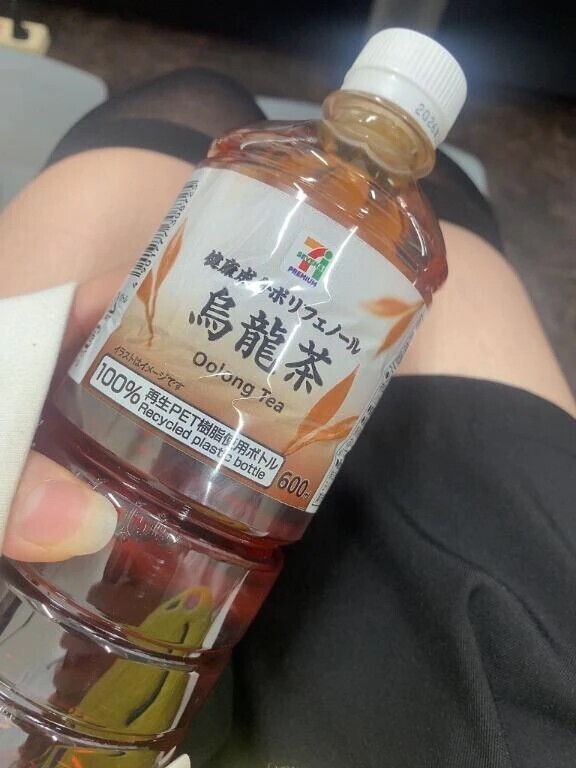 2026
7
SEVEN&i
PREMIUM
健康成分ポリフェノール
烏龍茶
Oolong Tea
イラストはイメージです
100%再生PET樹脂使用ボトル
Recycled plastic bottle
600